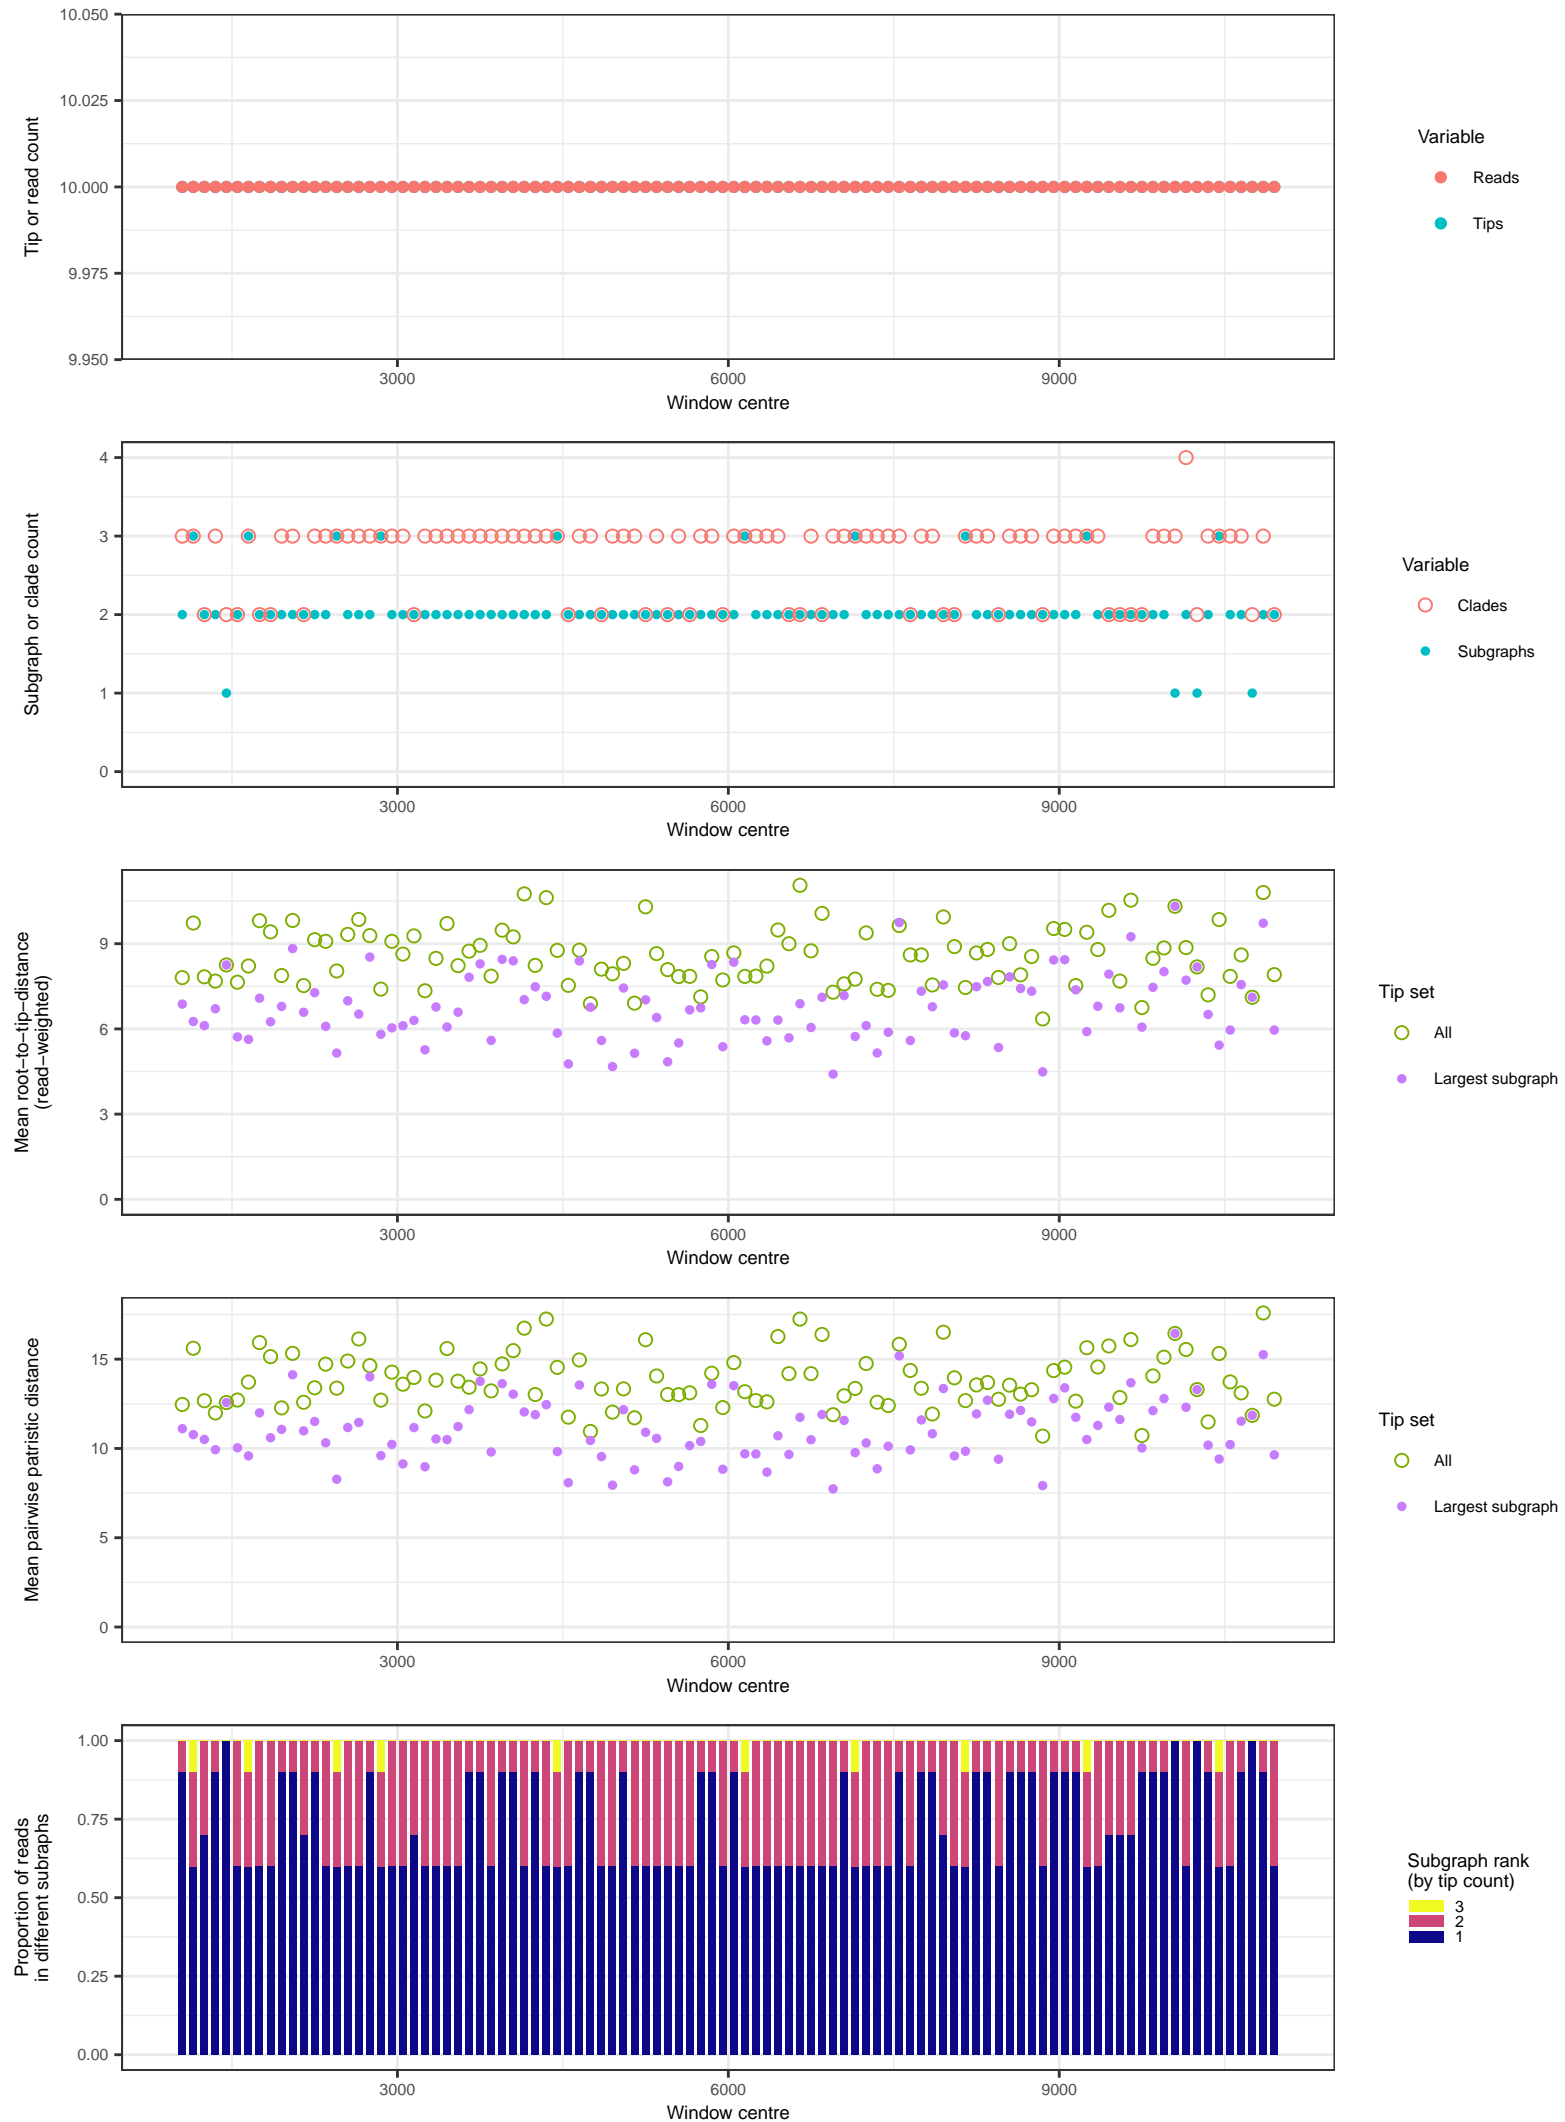 10.050
10.025
10.000
9.975
9.950
Tip or read count
3000 6000 9000
Window centre
Variable
Reads
Tips
4
3
2
1
0
Subgraph or clade count
3000 6000 9000
Window centre
Variable
Clades
Subgraphs
9
6
3
0
Mean root−to−tip−distance
(read−weighted)
3000 6000 9000
Window centre
Tip set
All
Largest subgraph
15
10
5
0
Mean pairwise patristic distance
3000 6000 9000
Window centre
Tip set
All
Largest subgraph
1.00
0.75
0.50
0.25
0.00
Proportion of reads
in different subraphs
3000 6000 9000
Window centre
Subgraph rank
(by tip count)
3
2
1